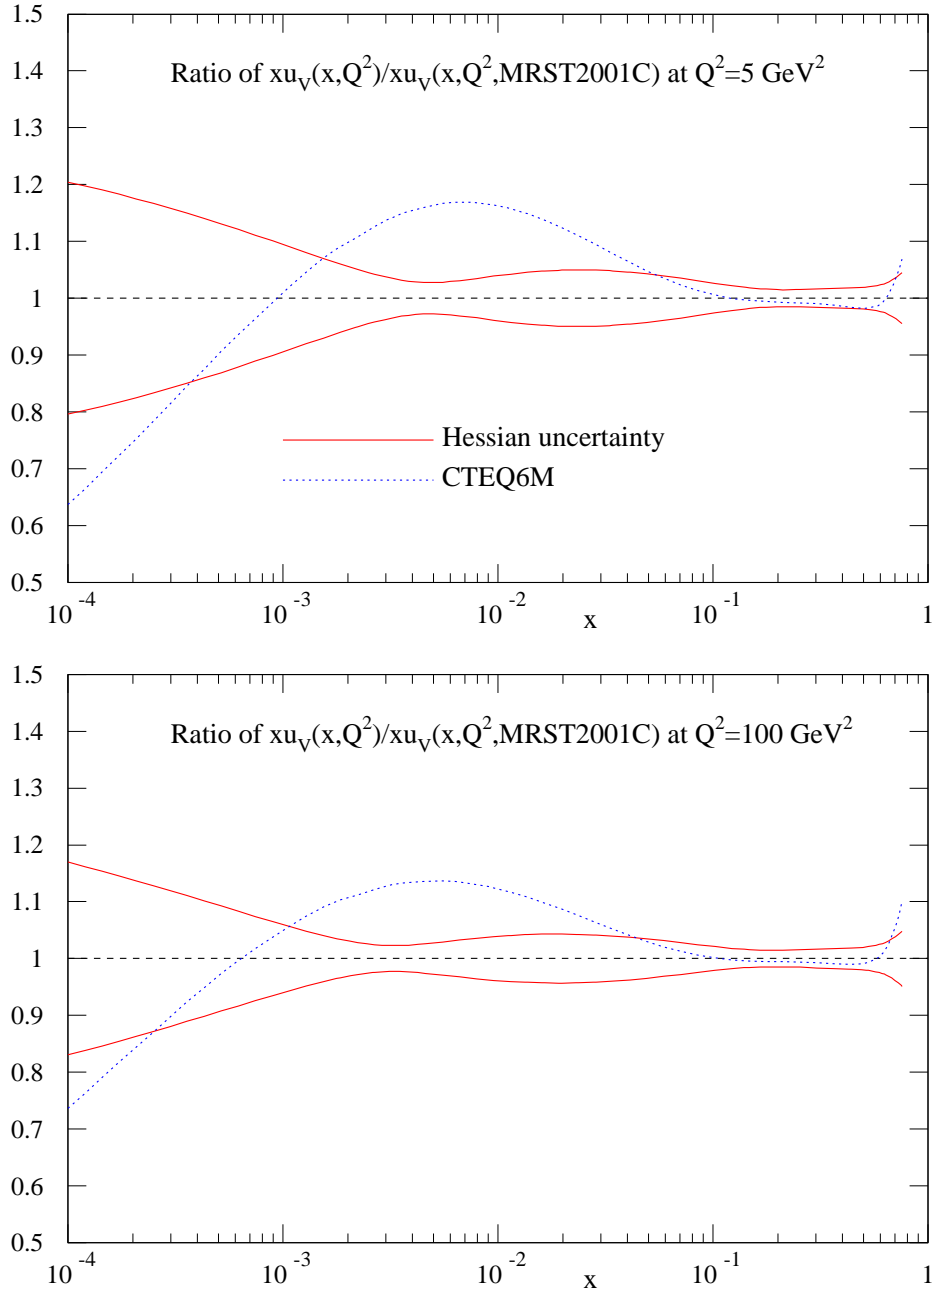 1.5
Ratio of xu_V(x,Q^2)/xu_V(x,Q^2,MRST2001C) at Q^2=5 GeV^2
1.4
1.3
1.2
1.1
1
0.9
0.8
Hessian uncertainty
0.7
CTEQ6M
0.6
0.5
10^-4 10^-3 10^-2 10^-1 1
x
1.5
Ratio of xu_V(x,Q^2)/xu_V(x,Q^2,MRST2001C) at Q^2=100 GeV^2
1.4
1.3
1.2
1.1
1
0.9
0.8
0.7
0.6
0.5
10^-4 10^-3 10^-2 10^-1 1
x